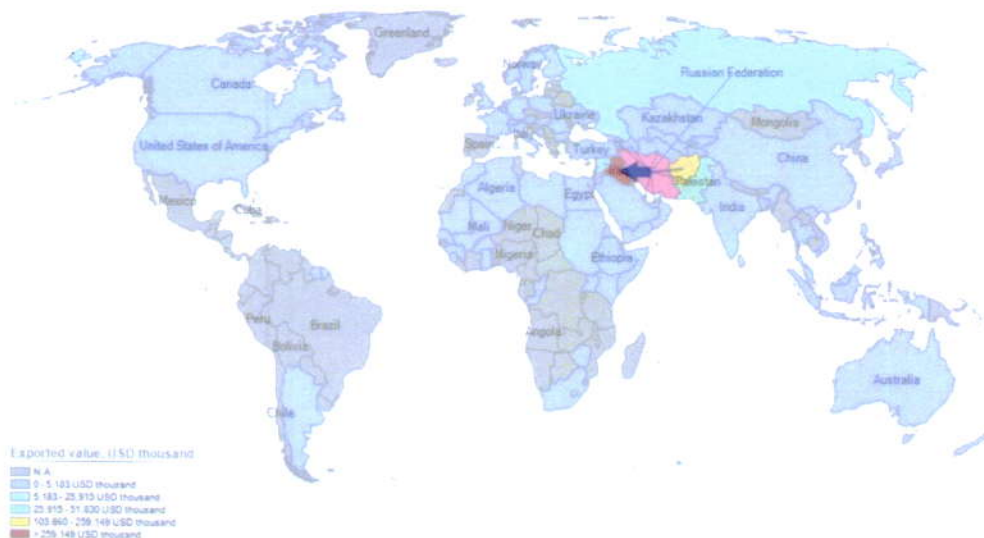 Greenland
Norway
Russian Federation
Canada
Ukraine
Kazakhstan
Mongolia
United States of America
Spain
Turkey
China
Algeria
Egypt
Pakistan
India
Mexico
Cuba
Mali
Niger
Chad
Nigeria
Ethiopia
Peru
Brazil
Angola
Bolivia
Australia
Chile
Exported value, USD thousand
N.A
0 - 5.183 USD thousand
5.183 - 25.915 USD thousand
25.915 - 51.830 USD thousand
103.660 - 259.149 USD thousand
> 259.149 USD thousand